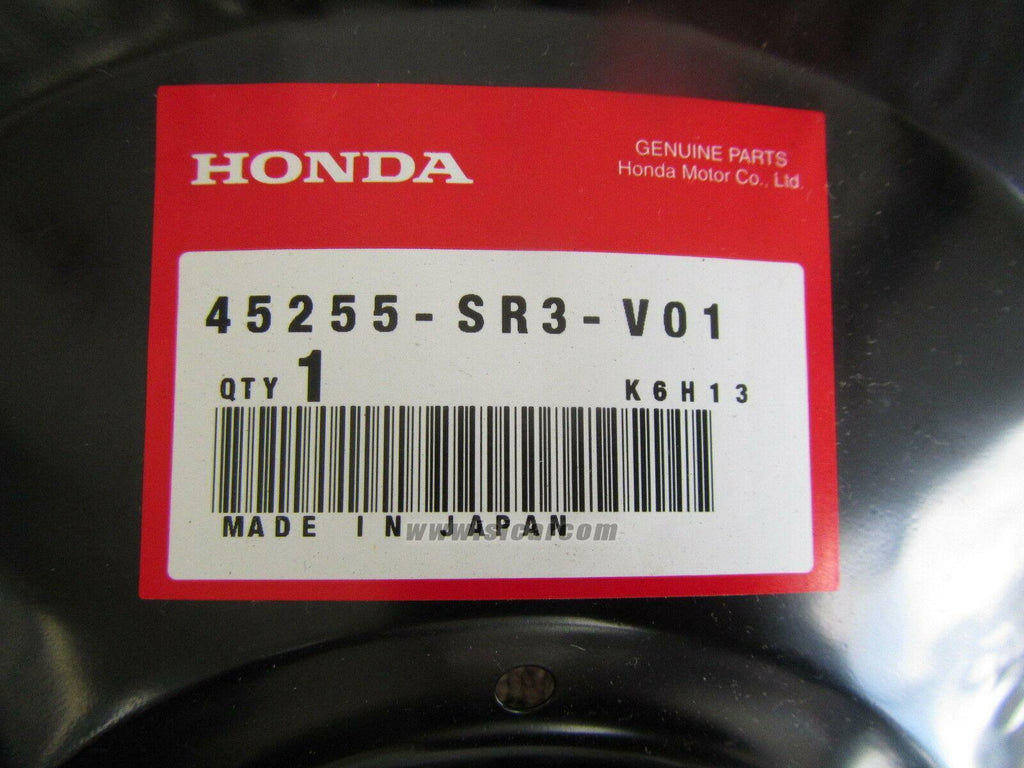 HONDA
GENUINE PARTS
Honda Motor Co., Ltd.
45255-SR3-V01
QTY 1
K6H13
MADE IN JAPAN